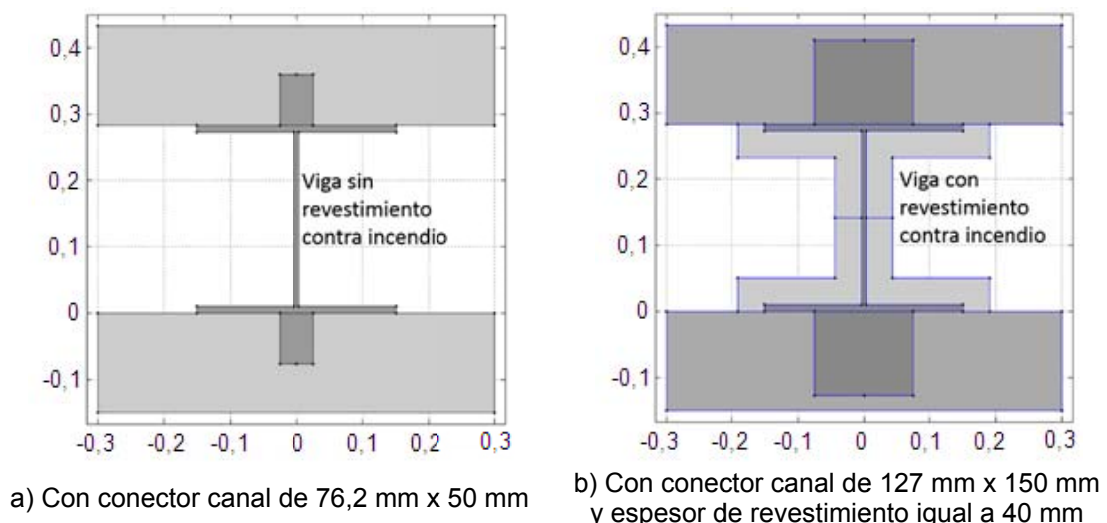 0,4
0,3
0,2
0,1
0
-0,1
-0,3 -0,2 -0,1 0 0,1 0,2 0,3
Viga sin
revestimiento
contra incendio
a) Con conector canal de 76,2 mm x 50 mm
0,4
0,3
0,2
0,1
0
-0,1
-0,3 -0,2 -0,1 0 0,1 0,2 0,3
Viga con
revestimiento
contra incendio
b) Con conector canal de 127 mm x 150 mm
y espesor de revestimiento igual a 40 mm